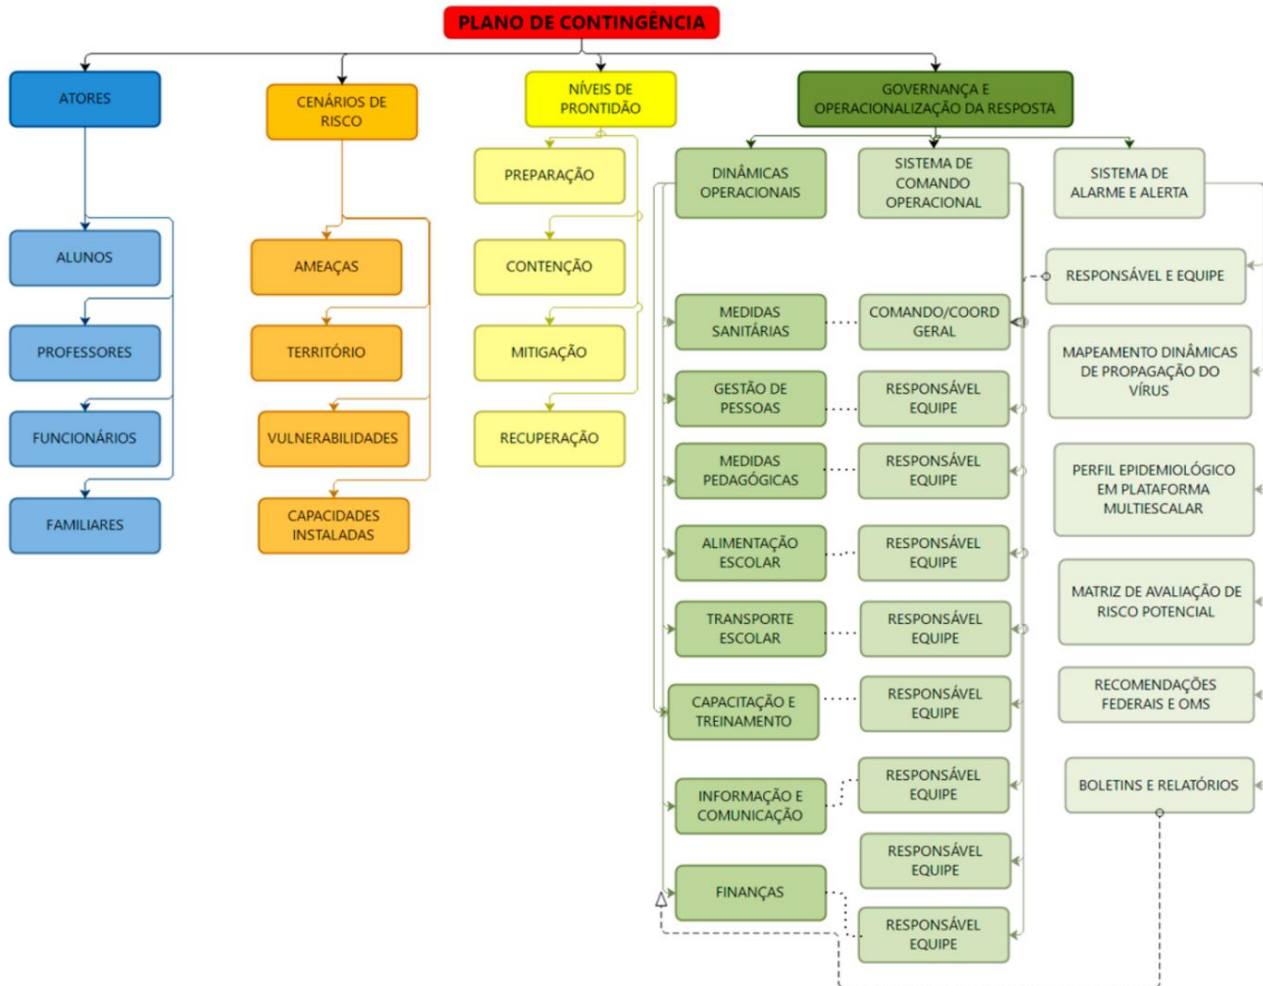 PLANO DE CONTINGÊNCIA
ATORES
CENÁRIOS DE
RISCO
NÍVEIS DE
PRONTIDÃO
GOVERNANÇA E
OPERACIONALIZAÇÃO DA RESPOSTA
ALUNOS
PROFESSORES
FUNCIONÁRIOS
FAMILIARES
AMEAÇAS
TERRITÓRIO
VULNERABILIDADES
CAPACIDADES
INSTALADAS
PREPARAÇÃO
CONTENÇÃO
MITIGAÇÃO
RECUPERAÇÃO
DINÂMICAS
OPERACIONAIS
MEDIDAS
SANITÁRIAS
GESTÃO DE
PESSOAS
MEDIDAS
PEDAGÓGICAS
ALIMENTAÇÃO
ESCOLAR
TRANSPORTE
ESCOLAR
CAPACITAÇÃO E
TREINAMENTO
INFORMAÇÃO E
COMUNICAÇÃO
FINANÇAS
SISTEMA DE
COMANDO
OPERACIONAL
COMANDO/COORD
GERAL
RESPONSÁVEL
EQUIPE
RESPONSÁVEL
EQUIPE
RESPONSÁVEL
EQUIPE
RESPONSÁVEL
EQUIPE
RESPONSÁVEL
EQUIPE
RESPONSÁVEL
EQUIPE
RESPONSÁVEL
EQUIPE
RESPONSÁVEL
EQUIPE
SISTEMA DE
ALARME E ALERTA
RESPONSÁVEL E EQUIPE
MAPEAMENTO DINÂMICAS
DE PROPAGAÇÃO DO
VÍRUS
PERFIL EPIDEMIOLÓGICO
EM PLATAFORMA
MULTIESCALAR
MATRIZ DE AVALIAÇÃO DE
RISCO POTENCIAL
RECOMENDAÇÕES
FEDERAIS E OMS
BOLETINS E RELATÓRIOS